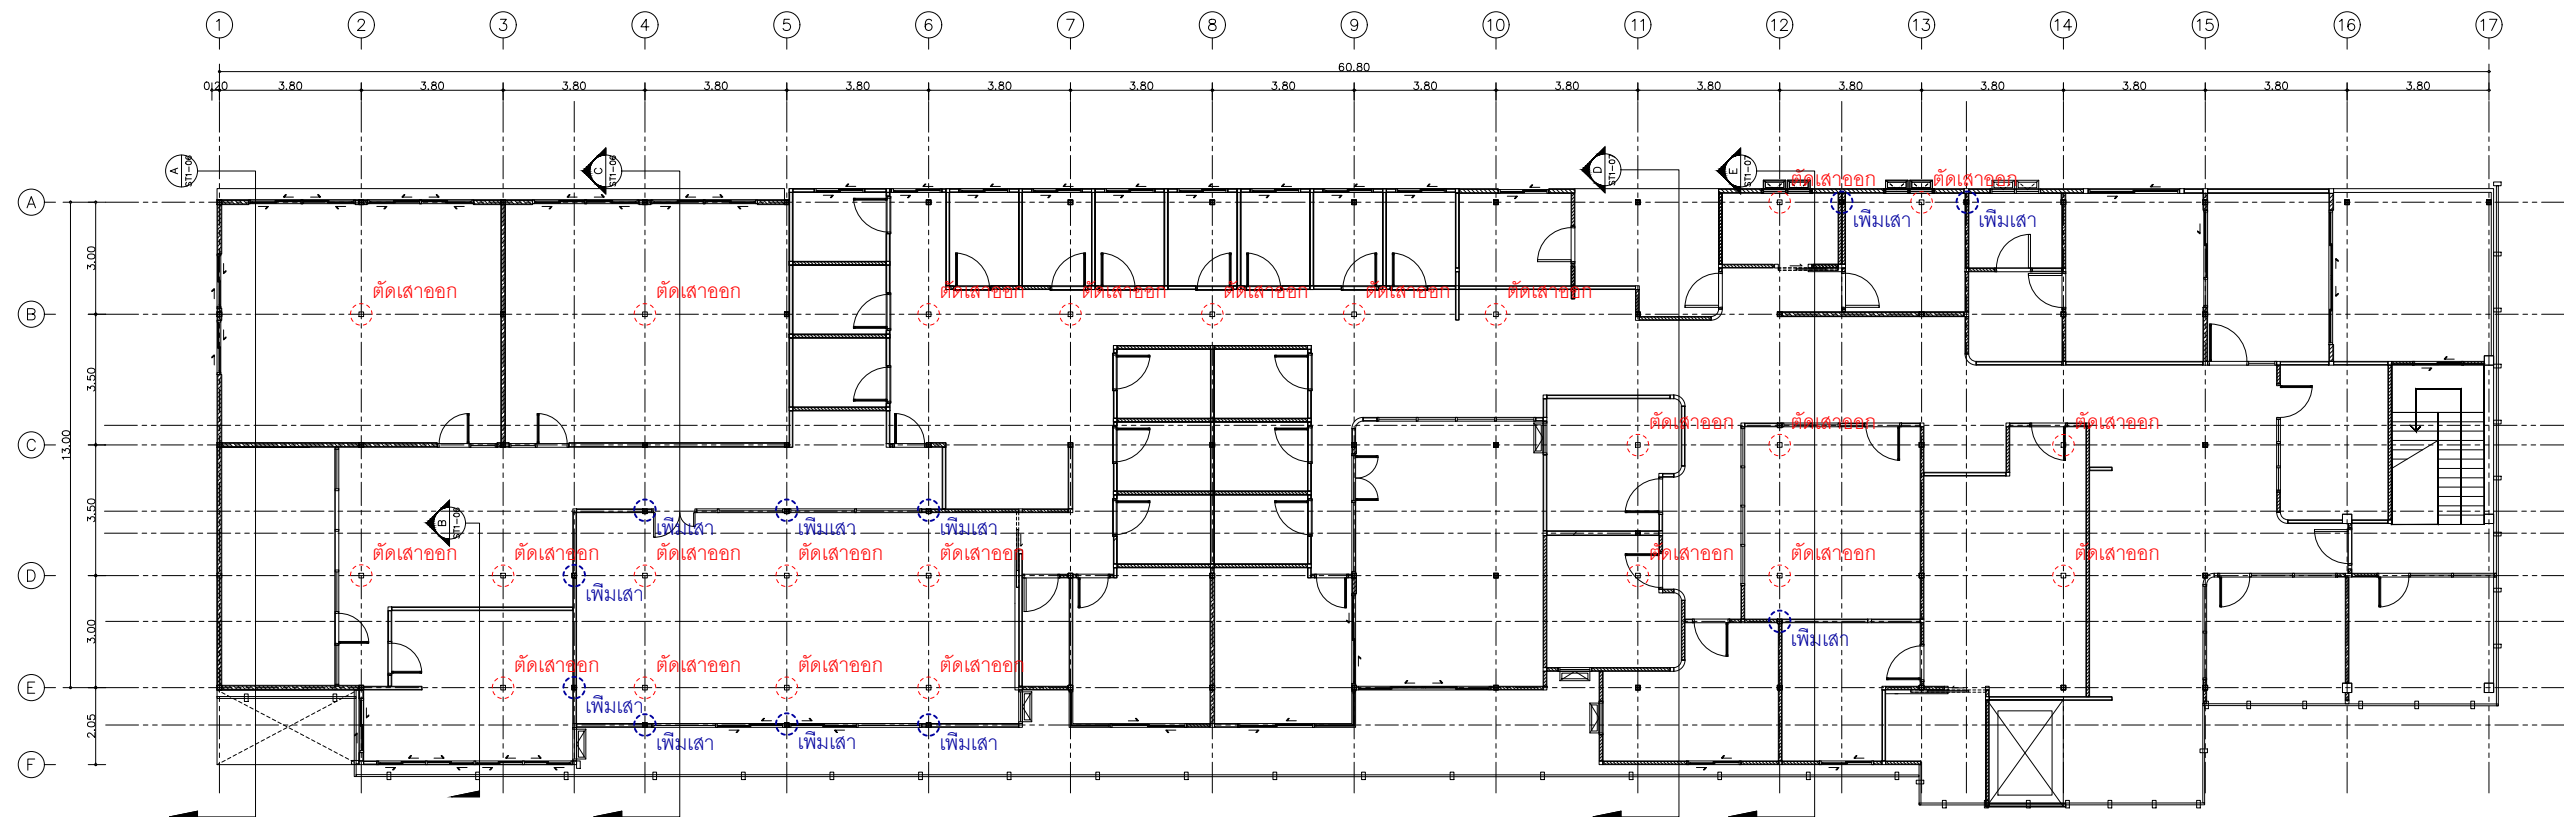 1 2 3 4 5 6 7 8 9 10 11 12 13 14 15 16 17
60.80
0.20 3.80 3.80 3.80 3.80 3.80 3.80 3.80 3.80 3.80 3.80 3.80 3.80 3.80 3.80 3.80 3.80
A ST1-06
C ST1-06
D ST1-07
E ST1-07
ตัดเสาออก ตัดเสาออก
A
เพิ่มเสา เพิ่มเสา
3.00
ตัดเสาออก ตัดเสาออก ตัดเสาออก ตัดเสาออก ตัดเสาออก ตัดเสาออก ตัดเสาออก
B
3.50
ตัดเสาออก ตัดเสาออก ตัดเสาออก
C
13.00
3.50
B
เพิ่มเสา เพิ่มเสา เพิ่มเสา
ตัดเสาออก ตัดเสาออก ตัดเสาออก ตัดเสาออก ตัดเสาออก ตัดเสาออก ตัดเสาออก ตัดเสาออก
D
เพิ่มเสา
3.00
เพิ่มเสา
ตัดเสาออก ตัดเสาออก ตัดเสาออก ตัดเสาออก
E
เพิ่มเสา
2.05
เพิ่มเสา เพิ่มเสา เพิ่มเสา
F